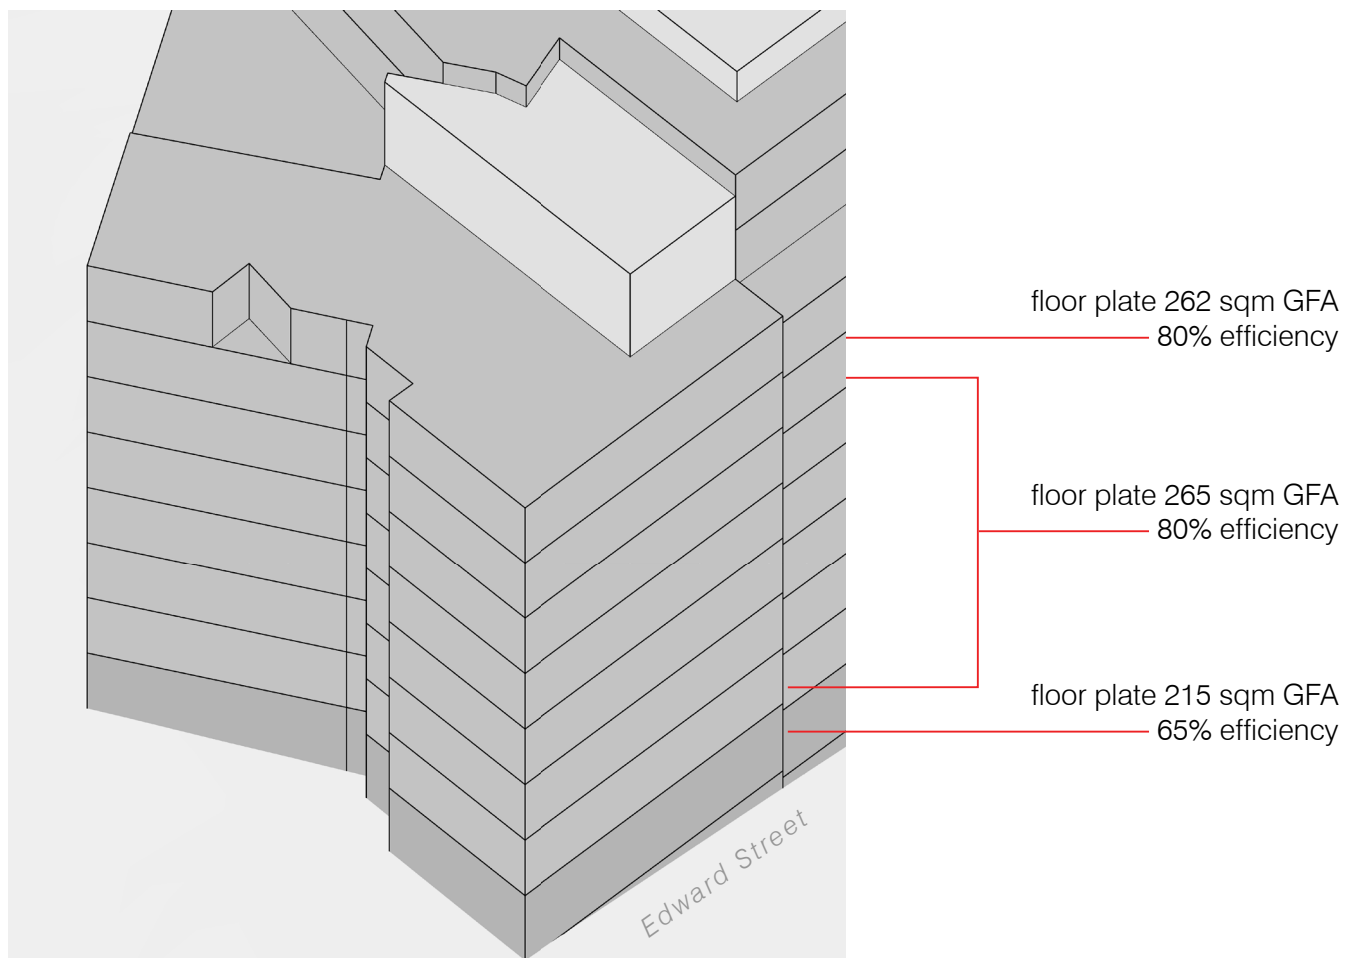 floor plate 262 sqm GFA
80% efficiency
floor plate 265 sqm GFA
80% efficiency
floor plate 215 sqm GFA
65% efficiency
Edward Street